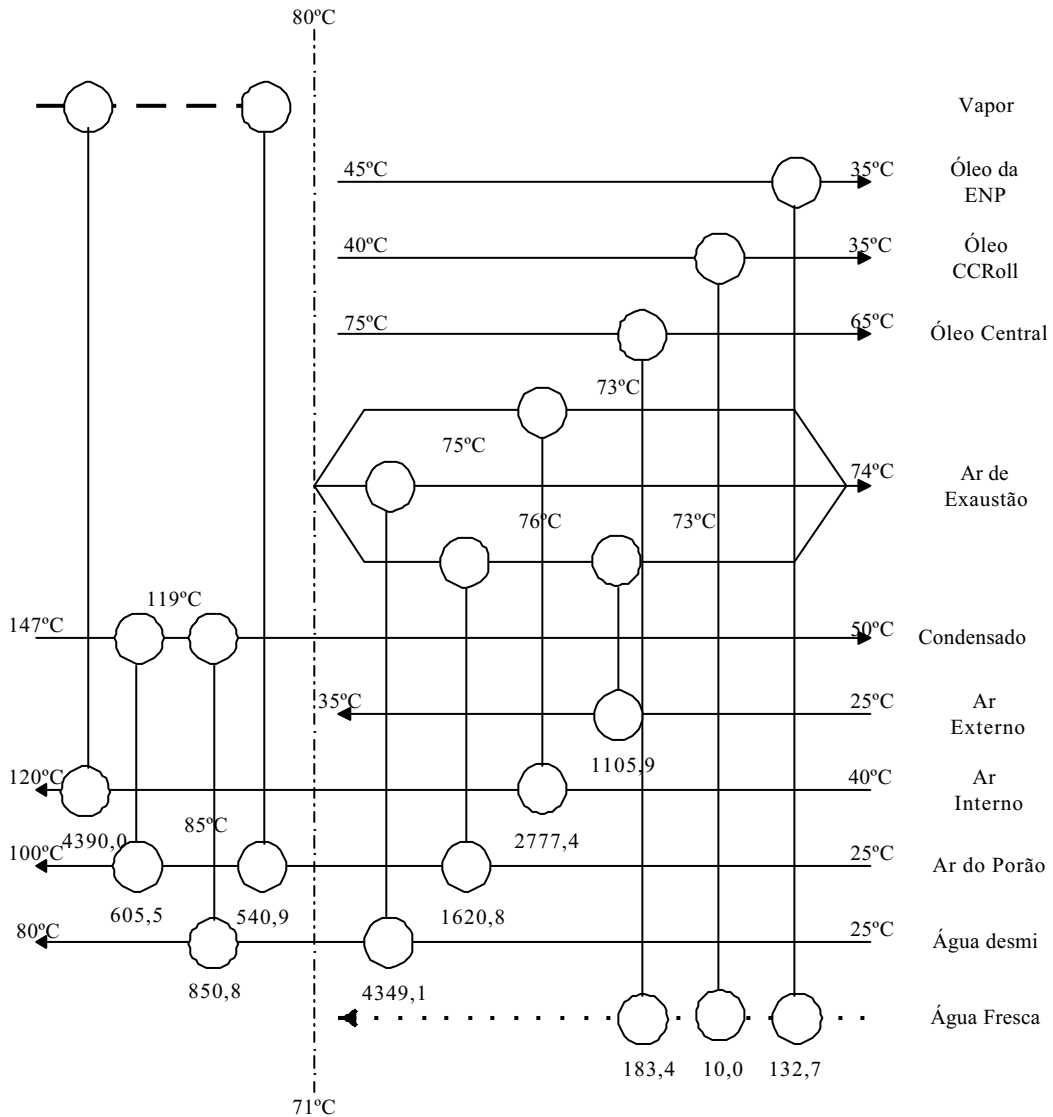 80ºC
Vapor
45ºC
35ºC
Óleo da
ENP
40ºC
35ºC
Óleo
CCRoll
75ºC
65ºC
Óleo Central
73ºC
75ºC
74ºC
Ar de
Exaustão
76ºC
73ºC
119ºC
147ºC
50ºC
Condensado
35ºC
25ºC
Ar
Externo
1105,9
120ºC
40ºC
Ar
Interno
4390,0
85ºC
2777,4
100ºC
25ºC
Ar do Porão
605,5
540,9
1620,8
80ºC
25ºC
Água desmi
850,8
4349,1
Água Fresca
183,4
10,0
132,7
71ºC